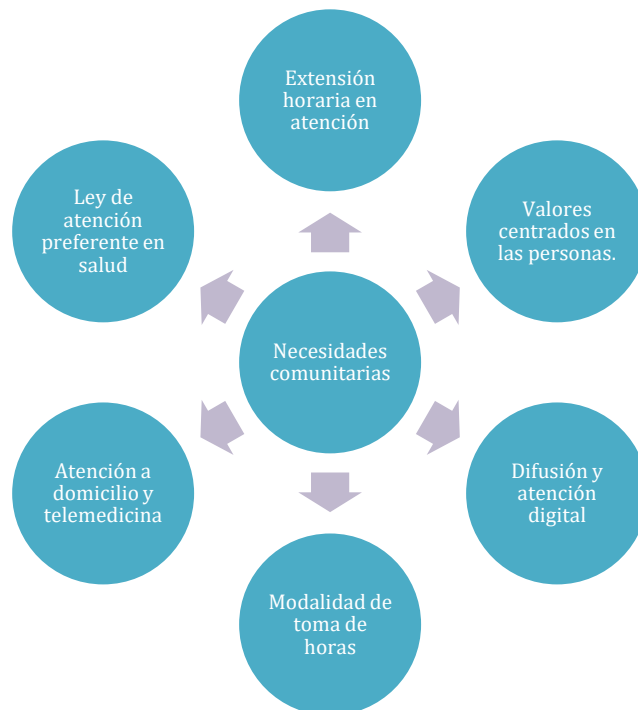 Extensión
horaria en
atención
Ley de
atención
preferente en
salud
Valores
centrados en
las personas.
Necesidades
comunitarias
Atención a
domicilio y
telemedicina
Difusión y
atención
digital
Modalidad de
toma de
horas